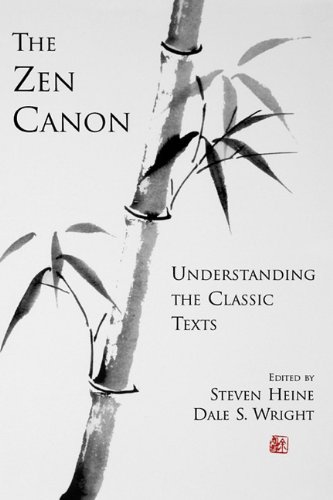 The
Zen
Canon
Understanding
the Classic
Texts
Edited by
Steven Heine
Dale S. Wright